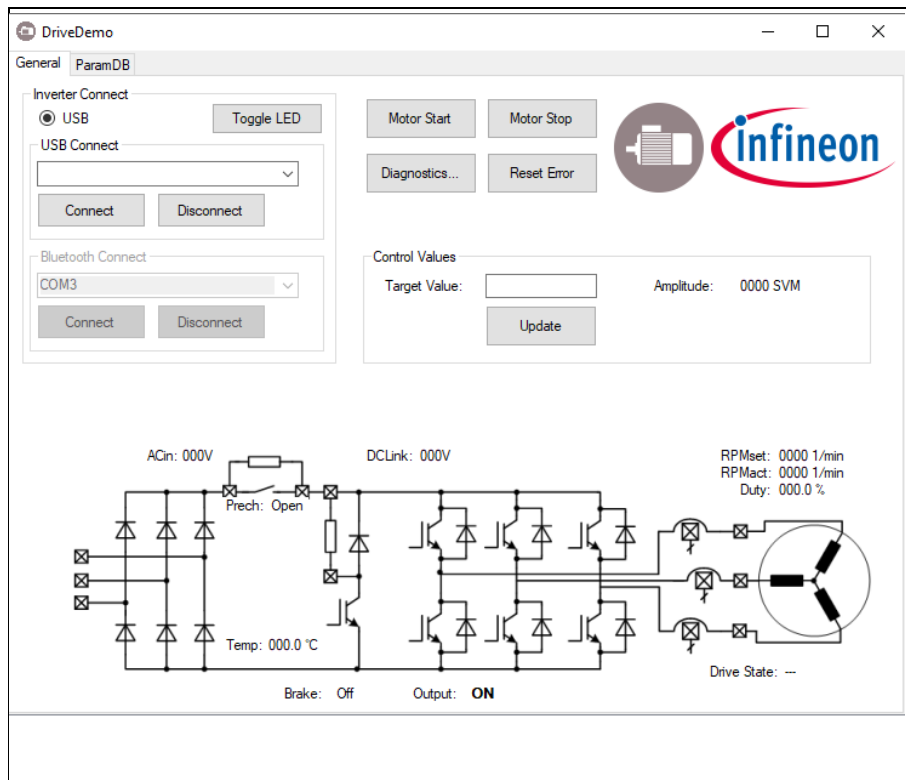 DriveDemo
General ParamDB
Inverter Connect
USB
Toggle LED
USB Connect
Connect Disconnect
Bluetooth Connect
COM3
Connect Disconnect
Motor Start Motor Stop
Diagnostics... Reset Error
infineon
Control Values
Target Value: Amplitude: 0000 SVM
Update
ACin: 000V DCLink: 000V
Prech: Open
RPMset: 0000 1/min
RPMact: 0000 1/min
Duty: 000.0 %
Temp: 000.0 °C
Drive State: ---
Brake: Off Output: ON